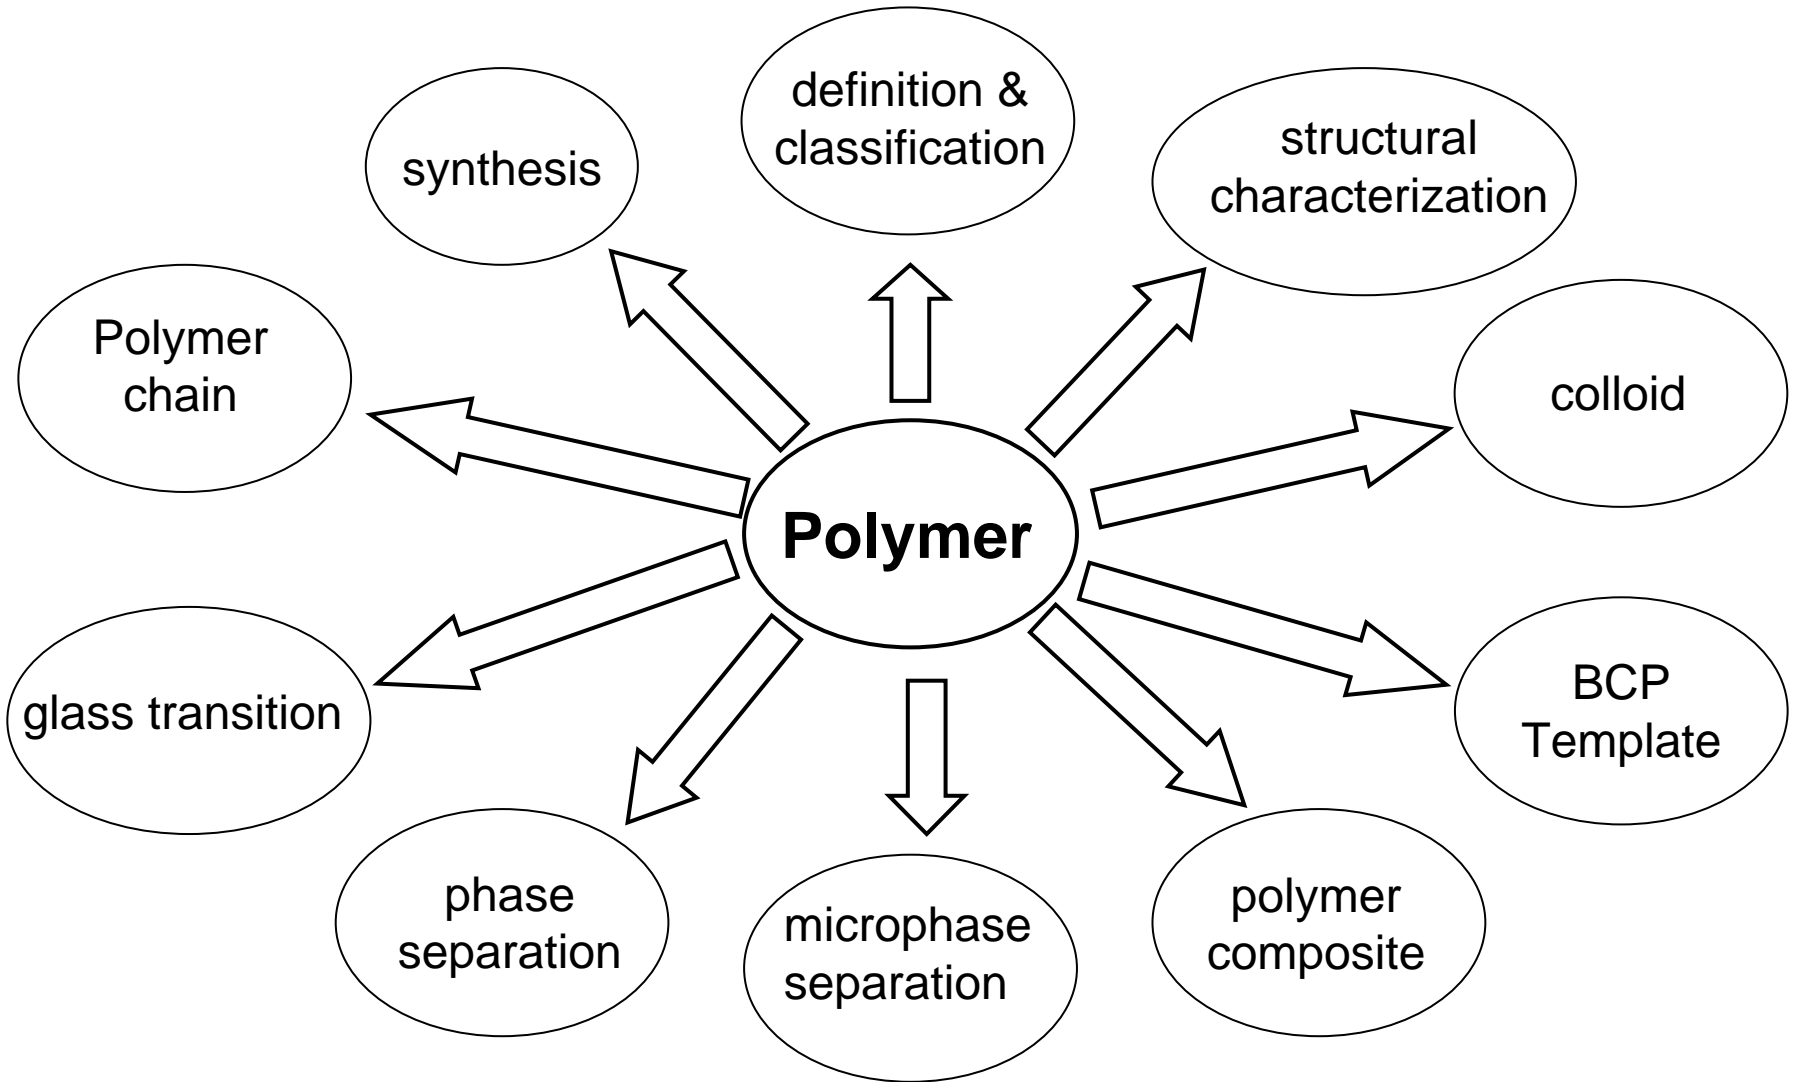 definition &
classification
synthesis
structural
characterization
Polymer
chain
colloid
Polymer
glass transition
BCP
Template
phase
separation
microphase
separation
polymer
composite